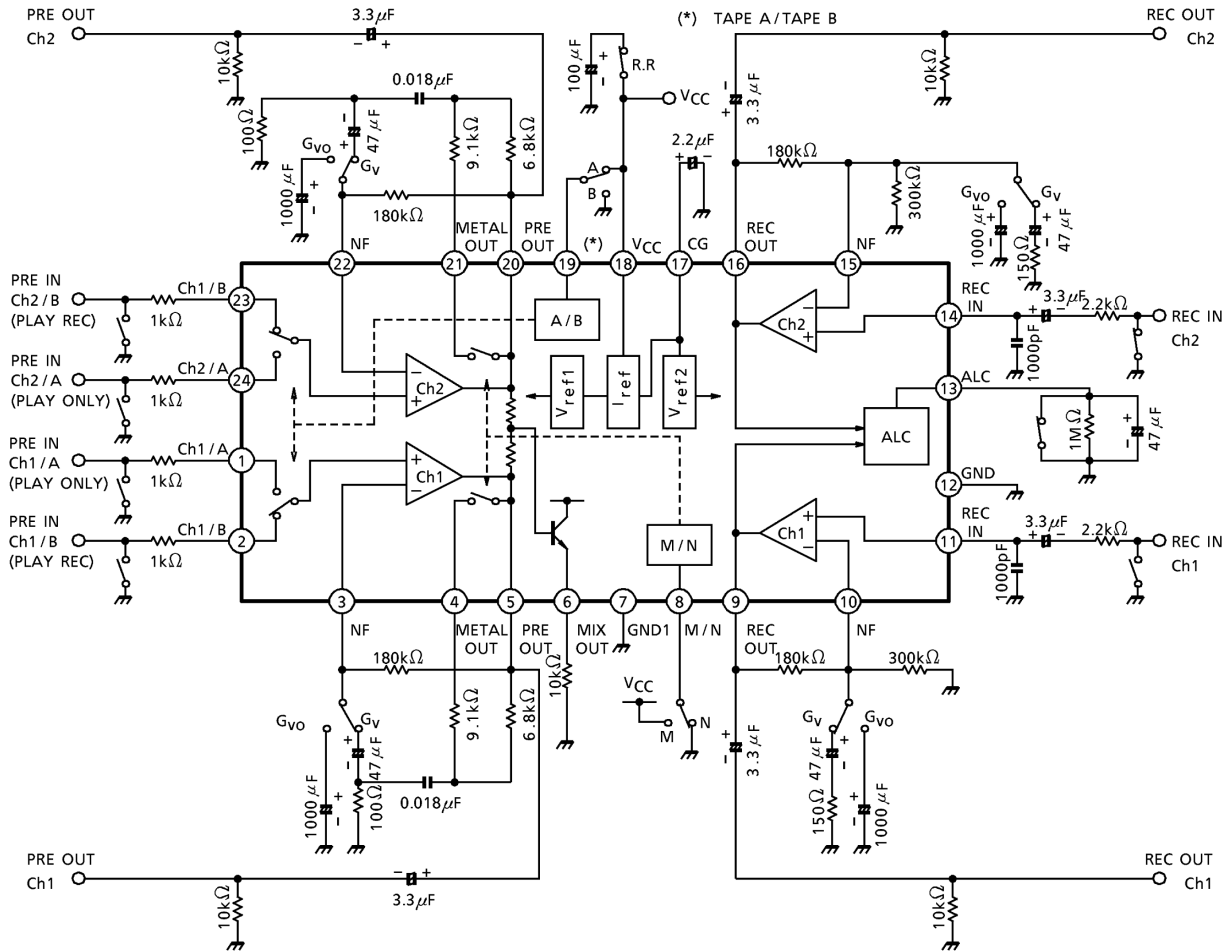 PRE OUT
Ch2
3.3μF
(*) TAPE A/TAPE B
REC OUT
Ch2
10kΩ
0.018μF
100μF
R.R
VCC
3.3μF
10kΩ
100Ω
47μF
GVO
GV
1000μF
9.1kΩ
6.8kΩ
180kΩ
2.2μF
A
B
180kΩ
300kΩ
GVO
GV
1000μF
150Ω
47μF
NF
METAL
OUT
PRE
OUT
(*)
VCC
CG
REC
OUT
NF
22
21
20
19
18
17
16
15
PRE IN
Ch2/B
(PLAY REC)
1kΩ
Ch1/B
23
PRE IN
Ch2/A
(PLAY ONLY)
1kΩ
Ch2/A
24
PRE IN
Ch1/A
(PLAY ONLY)
1kΩ
Ch1/A
1
PRE IN
Ch1/B
(PLAY REC)
1kΩ
Ch1/B
2
A/B
Ch2
Vref1
Iref
Vref2
Ch2
Ch1
ALC
Ch1
M/N
REC
IN
14
3.3μF
2.2kΩ
1000pF
REC IN
Ch2
ALC
13
1MΩ
47μF
GND
12
REC
IN
11
3.3μF
2.2kΩ
1000pF
REC IN
Ch1
3
4
5
6
7
8
9
10
NF
METAL
OUT
PRE
OUT
MIX
OUT
GND1
M/N
REC
OUT
NF
180kΩ
GVO
GV
1000μF
47μF
100Ω
9.1kΩ
6.8kΩ
0.018μF
10kΩ
VCC
M
N
180kΩ
300kΩ
3.3μF
GV
GVO
47μF
150Ω
1000μF
PRE OUT
Ch1
10kΩ
3.3μF
10kΩ
REC OUT
Ch1